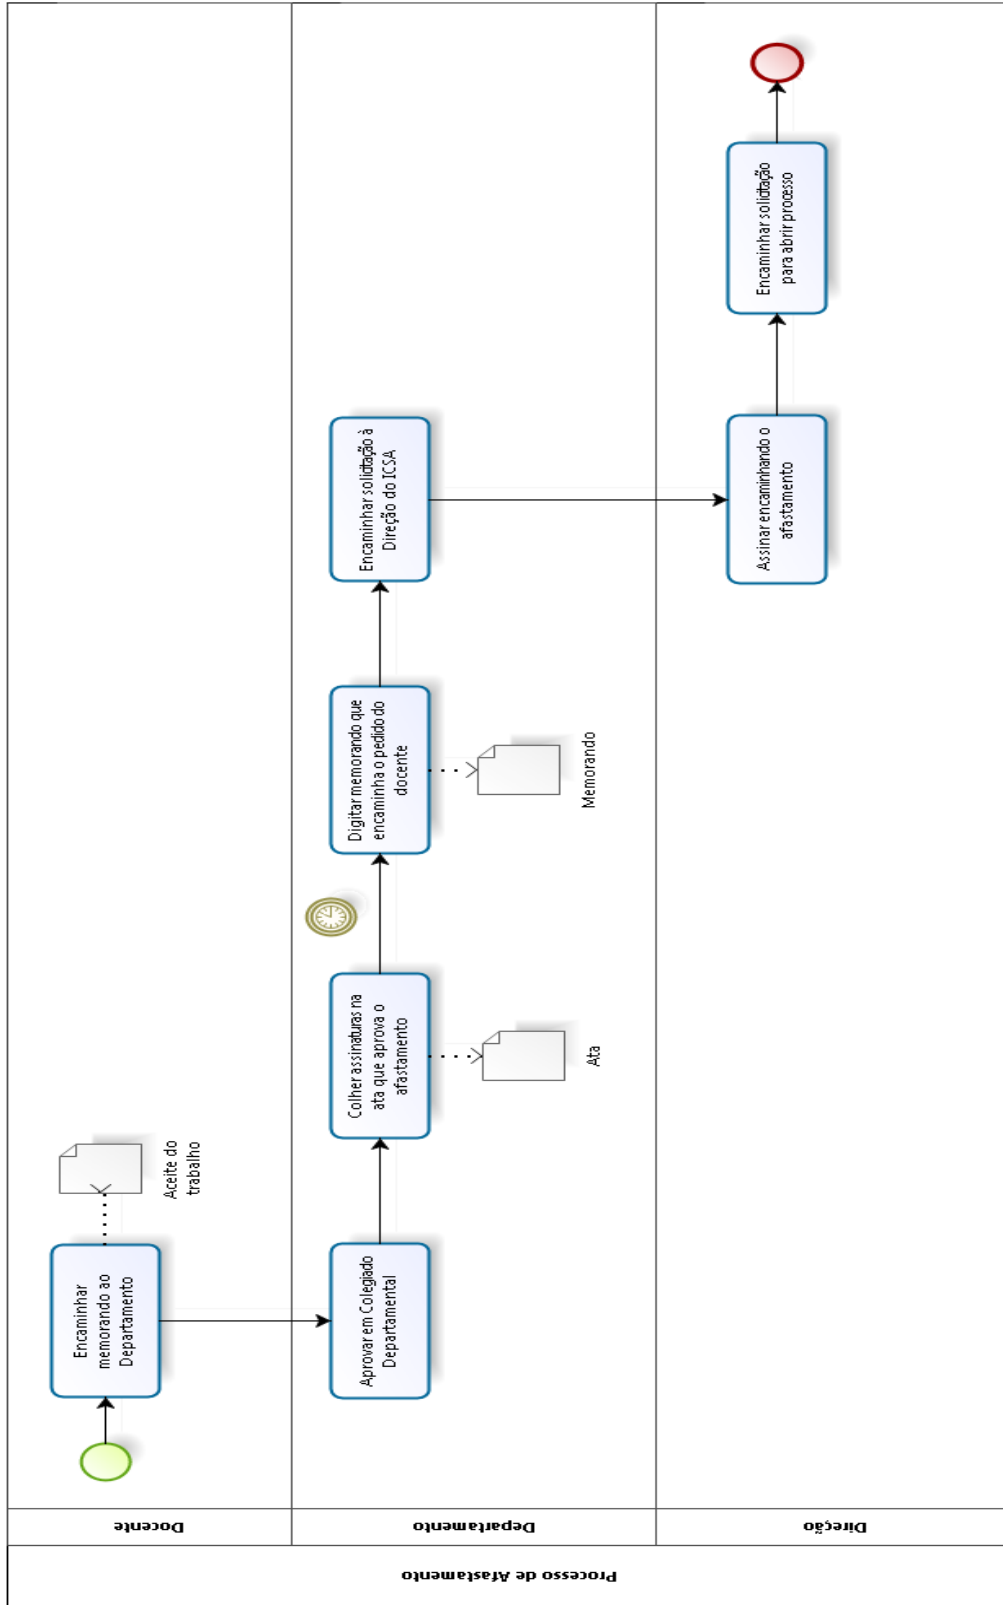 Processo de Afastamento
Docente
Encaminhar
memorando ao
Departamento
Aceite do
trabalho
Departamento
Aprovar em Colegiado
Departamental
Colher assinaturas na
ata que aprova o
afastamento
Ata
Digitar memorando que
encaminha o pedido do
docente
Memorando
Encaminhar solicitação à
Direção do ICSA
Direção
Assinar encaminhando o
afastamento
Encaminhar solicitação
para abrir processo